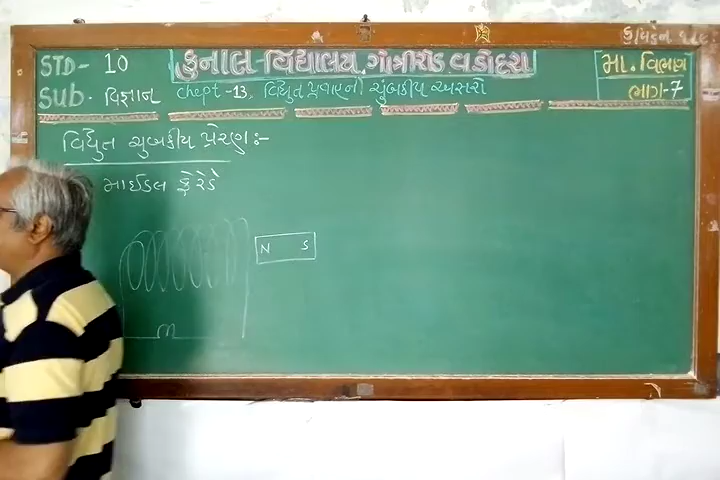 STD - 10
કુનાલ-વિદ્યાલય, ગોત્રીરોડ વડોદરા
Sub. વિજ્ઞાન
Chept-13, વિદ્યુત પ્રવાહની ચુંબકીય અસરો
મા. વિભાગ
ભાગ-7
વિદ્યુત ચુંબકીય પ્રેરણ :-
માઈકલ ફેરેડે
N S